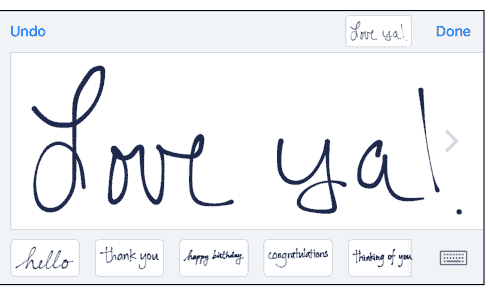 Undo Love ya! Done
Love ya!
hello thank you happy birthday congratulations thinking of you